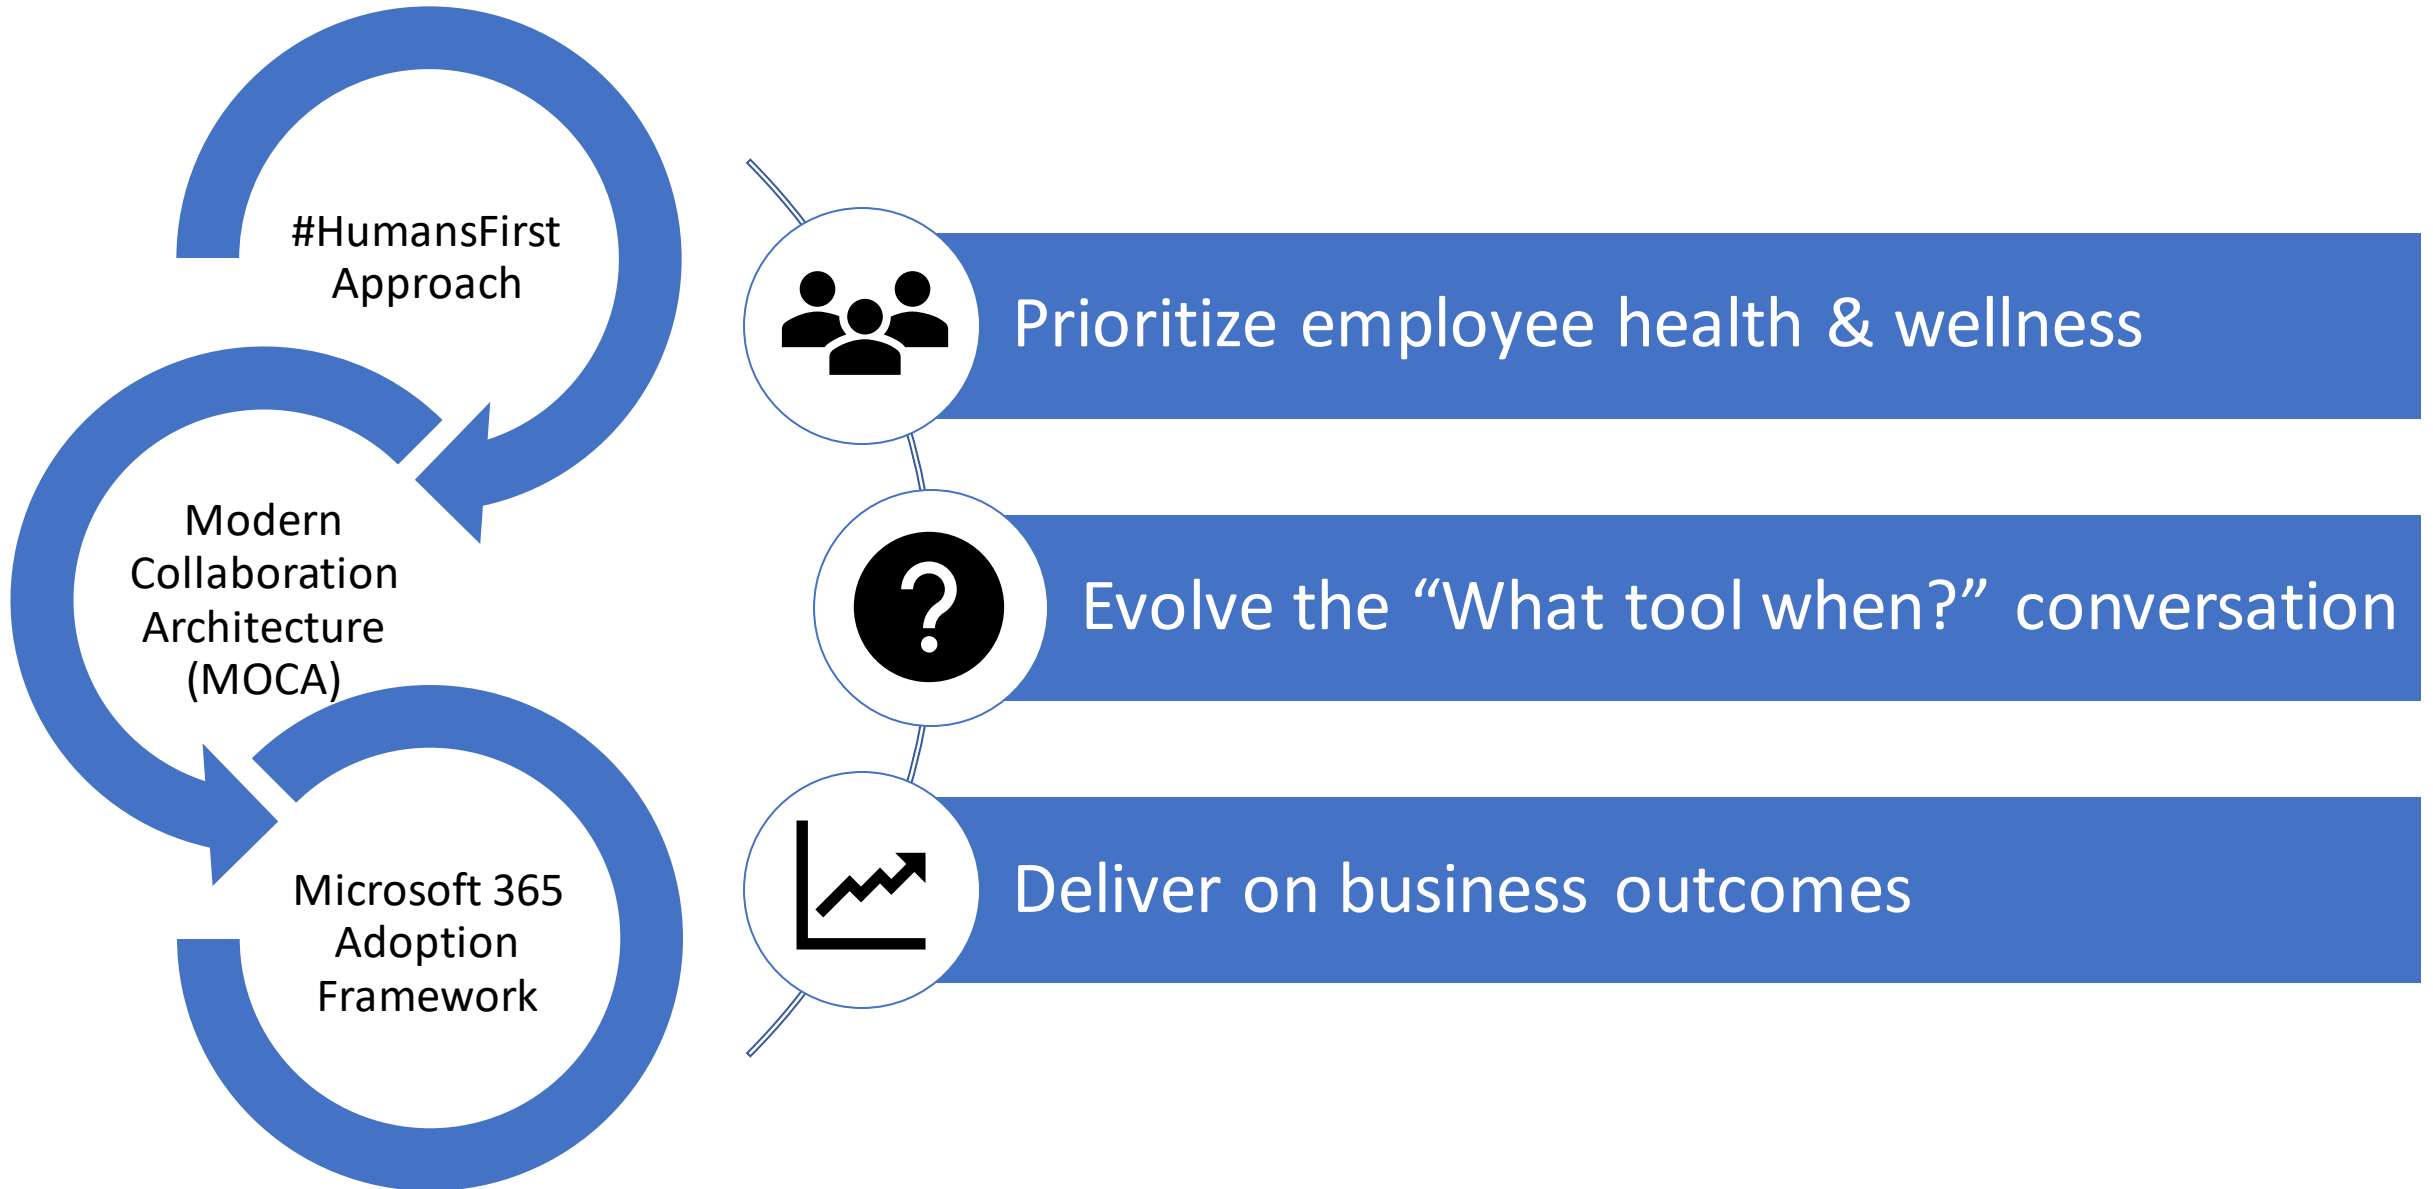 #HumansFirst
Approach
Modern
Collaboration
Architecture
(MOCA)
Microsoft 365
Adoption
Framework
Prioritize employee health & wellness
Evolve the “What tool when?” conversation
Deliver on business outcomes